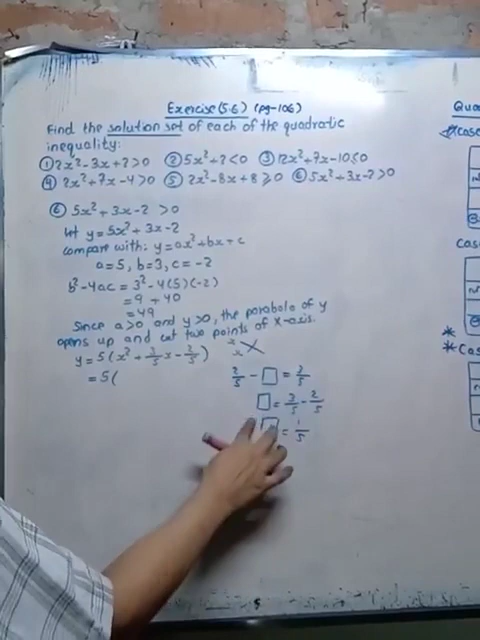 Exercise (5.6) (pg-106)
Find the solution set of each of the quadratic
inequality:
① 2x²-3x+2>0 ② 5x²+2<0 ③ 12x²+7x-10≤0
④ 2x²+7x-4>0 ⑤ 2x²-8x+8≥0 ⑥ 5x²+3x-2>0
⑥ 5x²+3x-2 >0
let y=5x²+3x-2
compare with: y=ax²+bx+c
a=5, b=3, c=-2
b²-4ac = 3²-4(5)(-2)
= 9 + 40
= 49
Since a>0 and y>0, the parabola of y
opens up and cut two points of x-axis.
y=5(x²+3/5x-2/5)
x
x
= 5(
2/5 - □ = 3/5
□ = 3/5 - 2/5
= 1/5
Qua
Case
Cas
*
* Cas